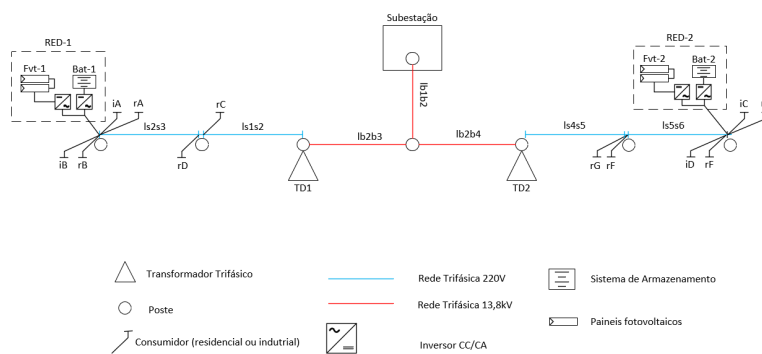 Subestação
RED-1
RED-2
Fvt-1 Bat-1
Fvt-2 Bat-2
lb1b2
iA rA rC
iC
ls2s3 ls1s2 lb2b3 lb2b4 ls4s5 ls5s6
iB rB rD
rG rF iD rF
TD1 TD2
Transformador Trifásico
Rede Trifásica 220V
Sistema de Armazenamento
Poste
Rede Trifásica 13,8kV
Paineis fotovoltaicos
Consumidor (residencial ou indutrial)
Inversor CC/CA